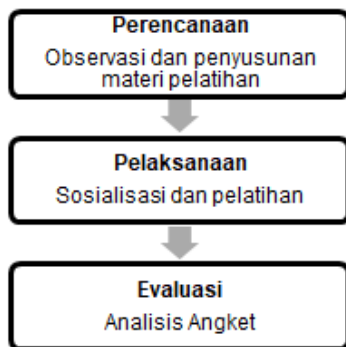 Perencanaan
Observasi dan penyusunan
materi pelatihan
Pelaksanaan
Sosialisasi dan pelatihan
Evaluasi
Analisis Angket